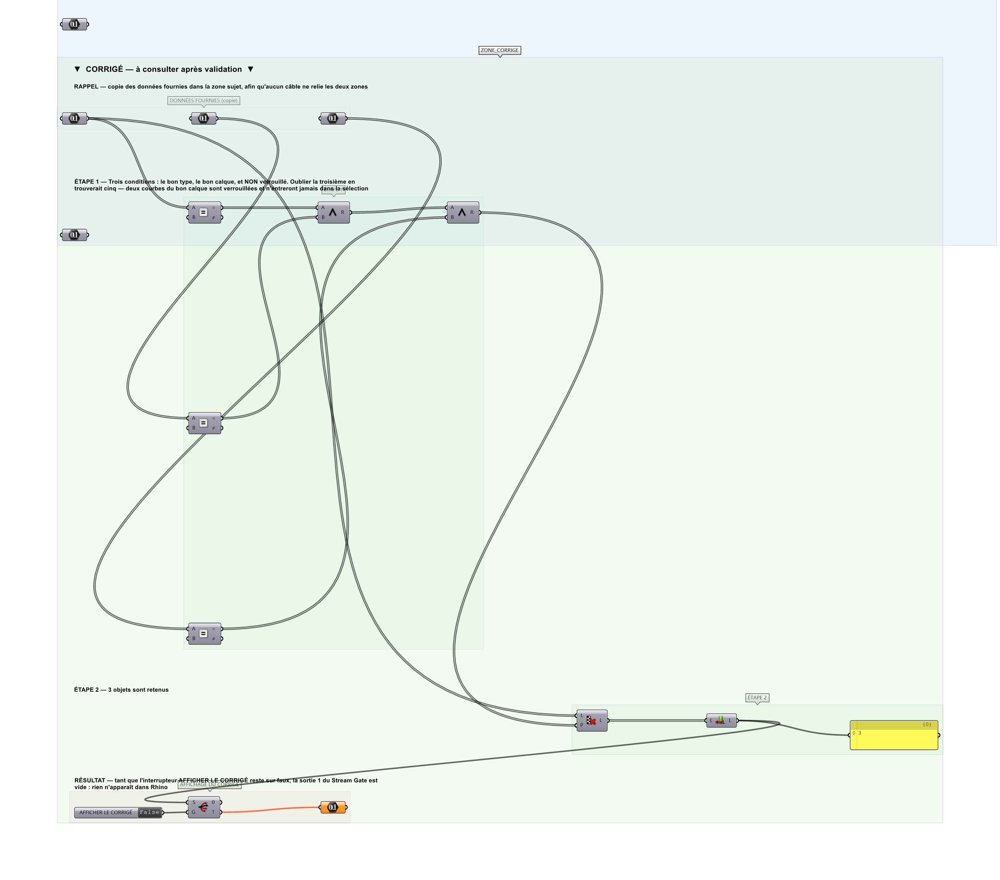 ZONE_CORRIGE
▼ CORRIGÉ — à consulter après validation ▼
RAPPEL — copie des données fournies dans la zone sujet, afin qu'aucun câble ne relie les deux zones
DONNÉES FOURNIES (copie)
ÉTAPE 1 — Trois conditions : le bon type, le bon calque, et NON verrouillé. Oublier la troisième en
trouverait cinq — deux courbes du bon calque sont verrouillées et n'entreront jamais dans la sélection
A =
B ≠
A
B R
A
B R
A =
B ≠
A =
B ≠
ÉTAPE 2 — 3 objets sont retenus
ÉTAPE 2
L
P L
L L
{ 0 }
0 3
RÉSULTAT — tant que l'interrupteur AFFICHER LE CORRIGÉ reste sur faux, la sortie 1 du Stream Gate est
vide : rien n'apparaît dans Rhino
AFFICHAGE DU CORRIGÉ
S 0
G 1
AFFICHER LE CORRIGÉ False